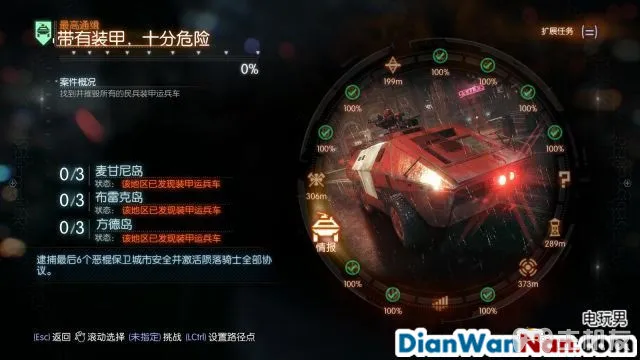 最高通缉
带有装甲，十分危险
扩展任务 (=)
0%
案件概况
找到并摧毁所有的民兵装甲运兵车
0/3 麦甘尼岛
状态： 该地区已发现装甲运兵车
0/3 布雷克岛
状态： 该地区已发现装甲运兵车
0/3 方德岛
状态： 该地区已发现装甲运兵车
逮捕最后6个恶棍保卫城市安全并激活陨落骑士全部协
议。
199m
100%
100%
100%
100%
100%
100%
306m
情报
?
289m
373m
100%
100%
100%
100%
(Esc) 返回 滚动选择 (未指定) 挑战 (LCtrl) 设置路径点
电玩男
DianWanNan.com